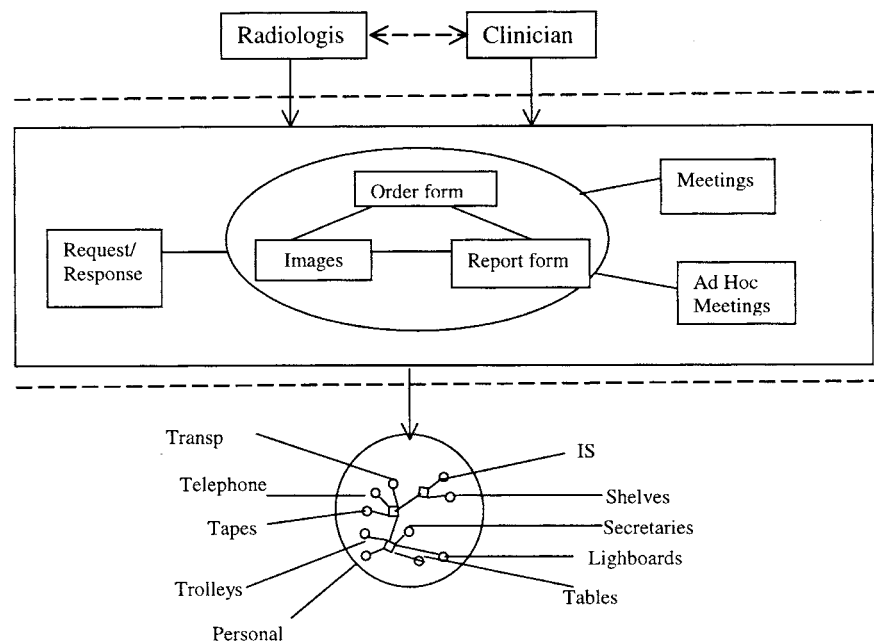 Radiologis
Clinician
Order form
Meetings
Request/
Response
Images
Report form
Ad Hoc
Meetings
Transp
IS
Telephone
Shelves
Tapes
Secretaries
Lighboards
Trolleys
Tables
Personal